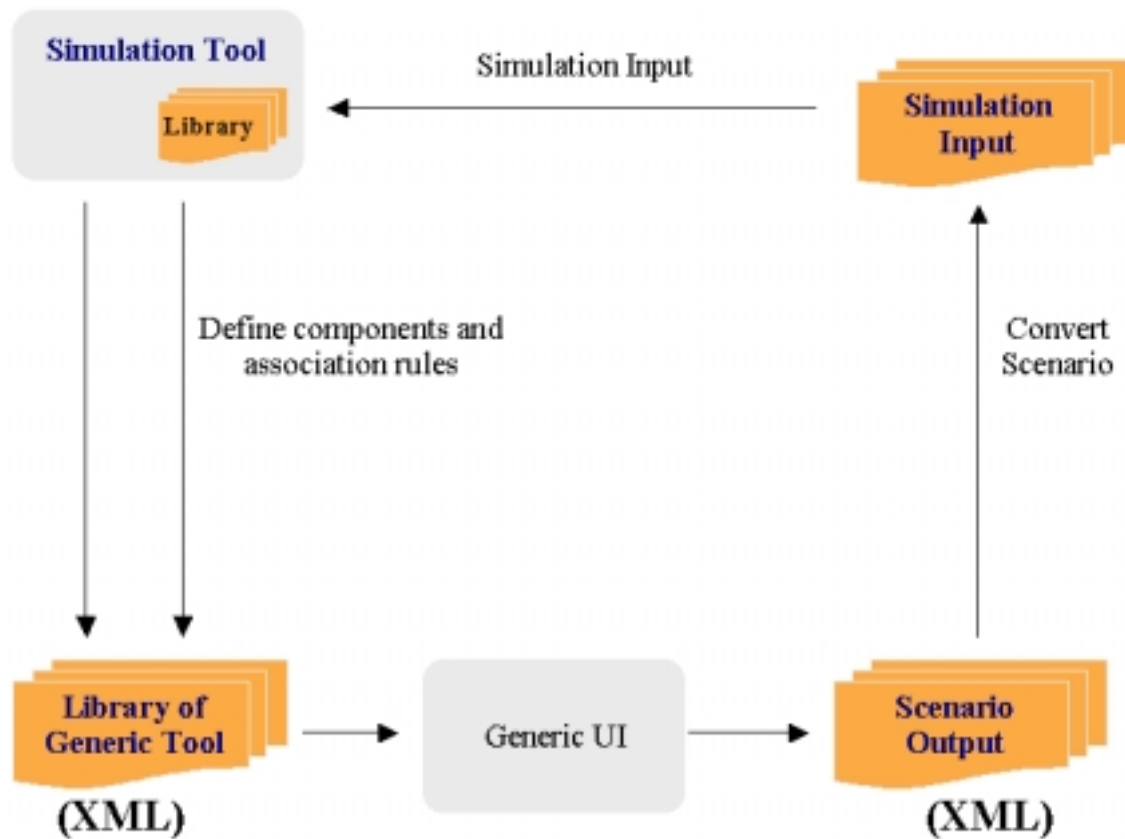 Simulation Tool
Library
Simulation Input
Simulation
Input
Define components and
association rules
Convert
Scenario
Library of
Generic Tool
(XML)
Generic UI
Scenario
Output
(XML)